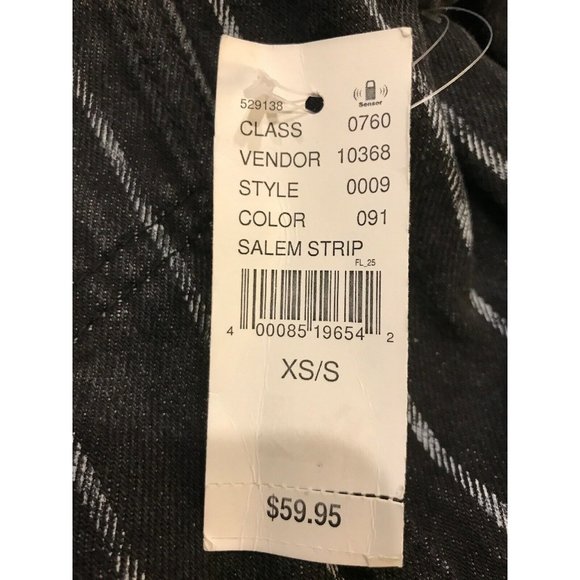 529138
Sensor
CLASS 0760
VENDOR 10368
STYLE 0009
COLOR 091
SALEM STRIP
FL_25
4 00085 19654 2
XS/S
$59.95